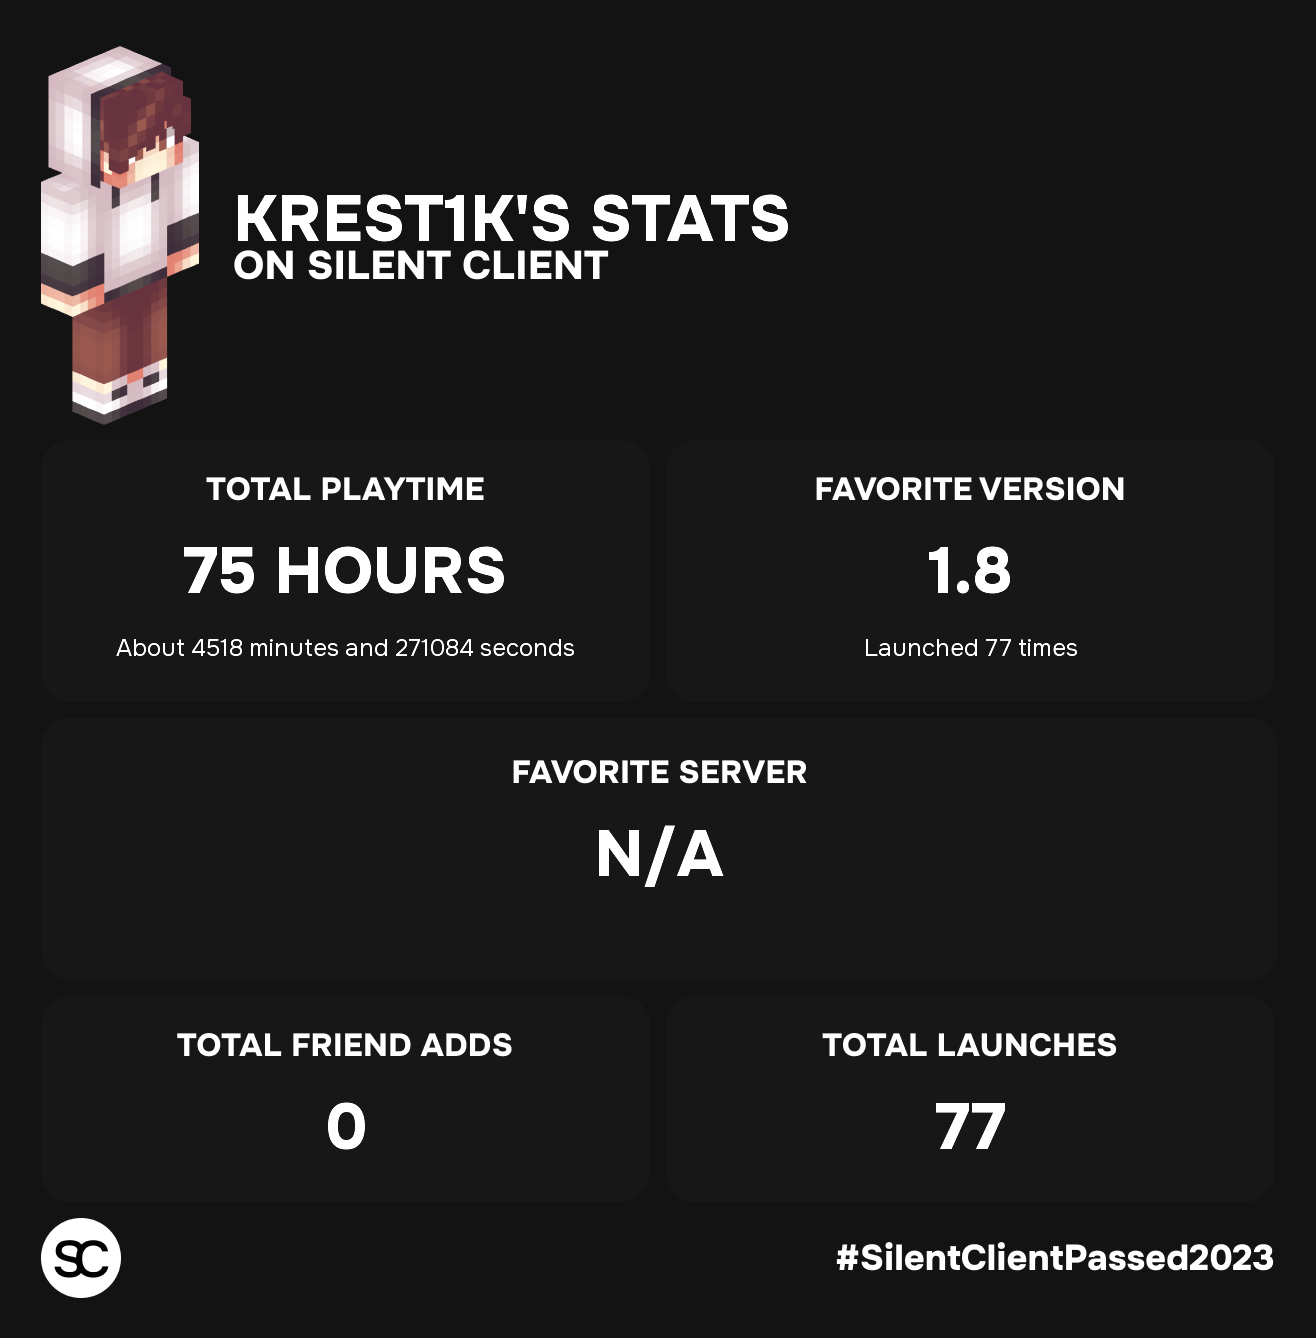 KREST1K'S STATS
ON SILENT CLIENT
TOTAL PLAYTIME
75 HOURS
About 4518 minutes and 271084 seconds
FAVORITE VERSION
1.8
Launched 77 times
FAVORITE SERVER
N/A
TOTAL FRIEND ADDS
0
TOTAL LAUNCHES
77
SC
#SilentClientPassed2023